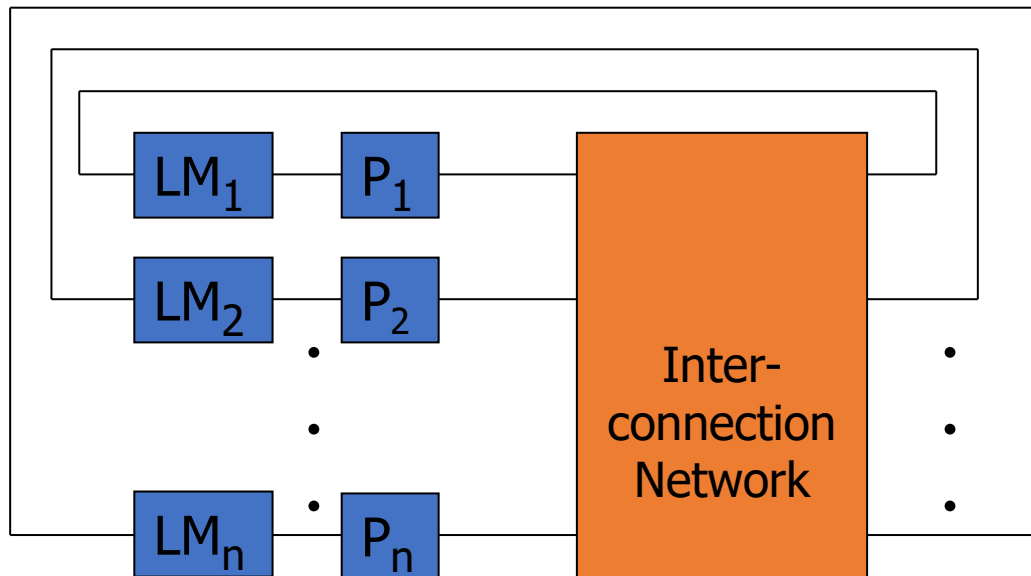 LM₁ P₁
LM₂ P₂
Inter-
connection
Network
LMₙ Pₙ